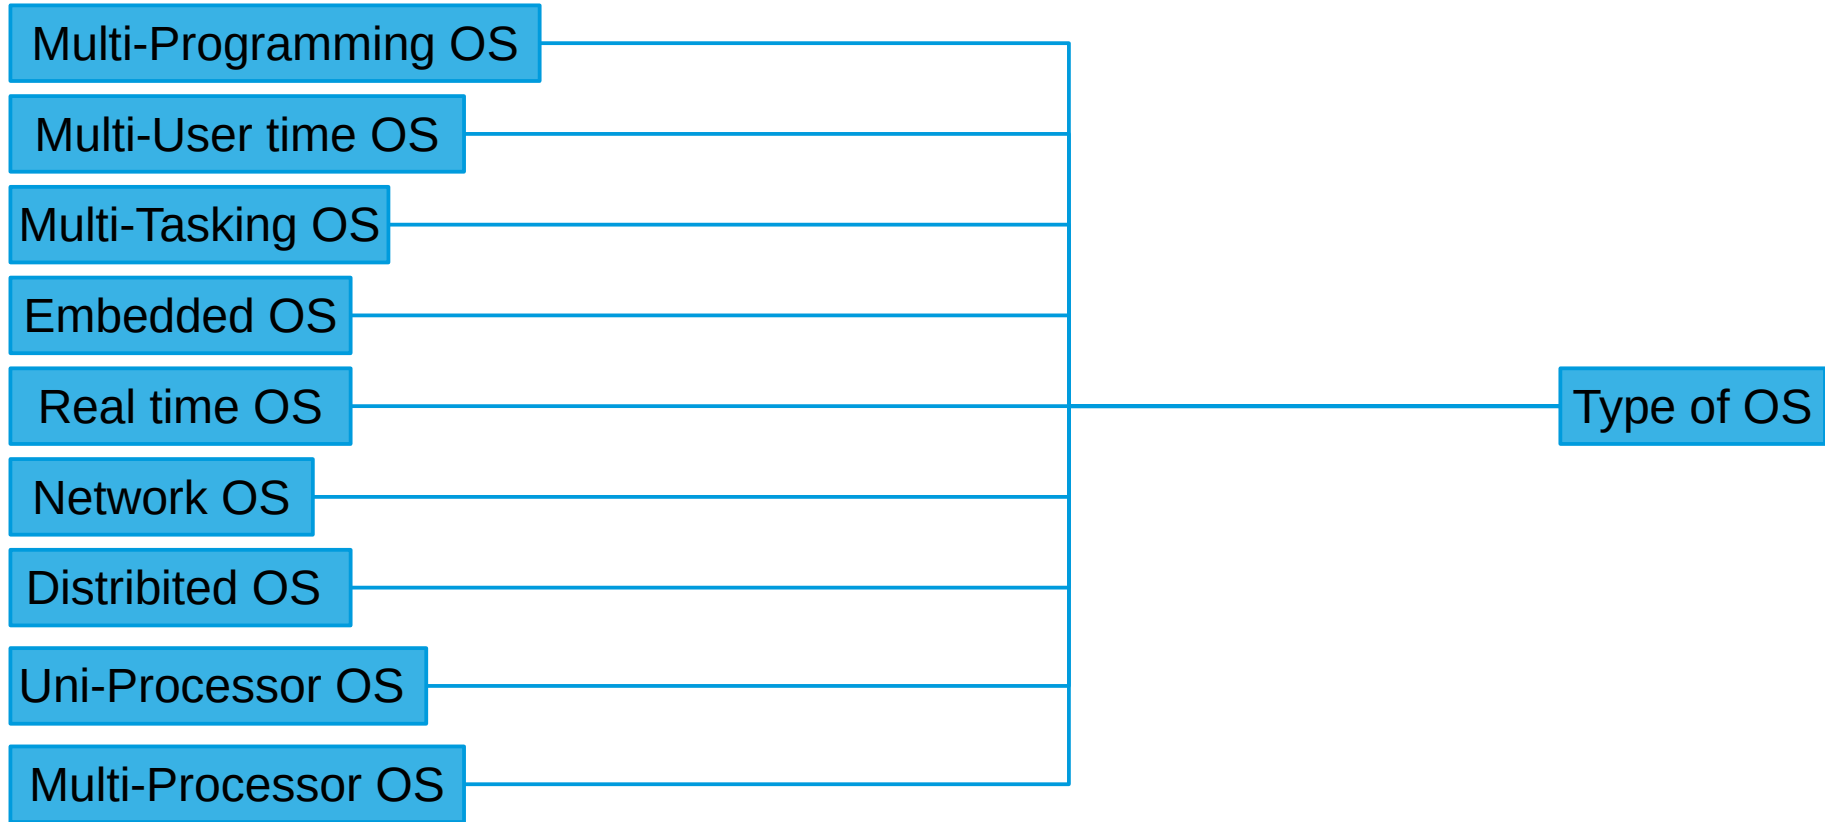 Multi-Programming OS
Multi-User time OS
Multi-Tasking OS
Embedded OS
Real time OS
Type of OS
Network OS
Distribited OS
Uni-Processor OS
Multi-Processor OS